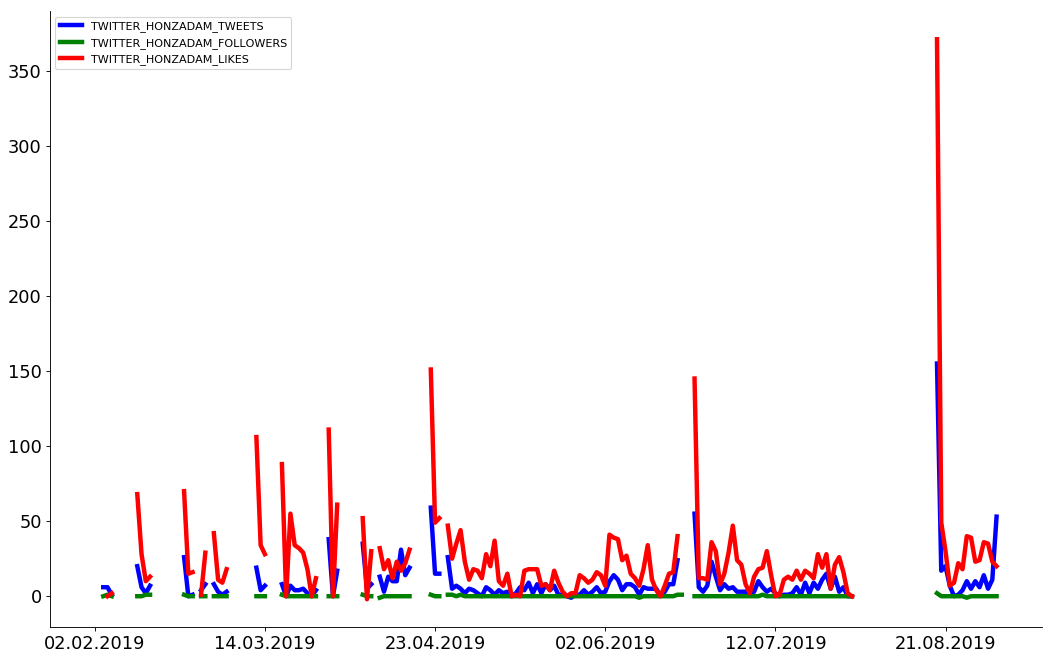 TWITTER_HONZADAM_TWEETS
TWITTER_HONZADAM_FOLLOWERS
TWITTER_HONZADAM_LIKES
350
300
250
200
150
100
50
0
02.02.2019 14.03.2019 23.04.2019 02.06.2019 12.07.2019 21.08.2019